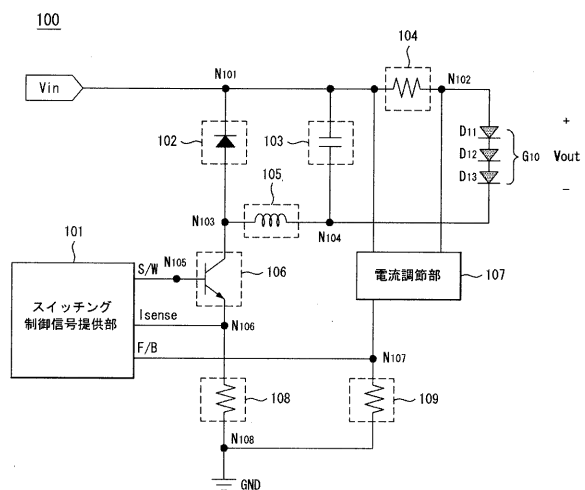 100
104
Vin
N101
N102
102
103
D11
D12
D13
G10
+
Vout
−
105
N103
N104
101
S/W
N105
106
電流調節部
107
スイッチング
制御信号提供部
Isense
N106
F/B
N107
108
109
N108
GND